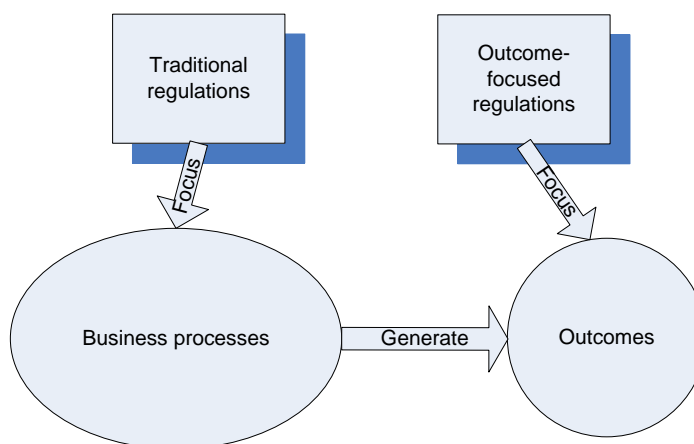 Traditional
regulations
Outcome-
focused
regulations
Focus
Focus
Business processes
Generate
Outcomes